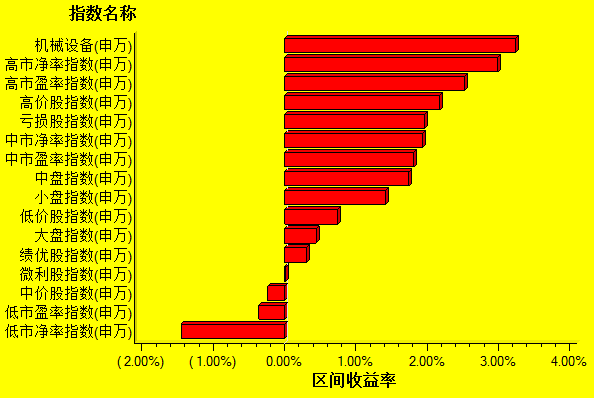 指数名称
机械设备(申万)
高市净率指数(申万)
高市盈率指数(申万)
高价股指数(申万)
亏损股指数(申万)
中市净率指数(申万)
中市盈率指数(申万)
中盘指数(申万)
小盘指数(申万)
低价股指数(申万)
大盘指数(申万)
绩优股指数(申万)
微利股指数(申万)
中价股指数(申万)
低市盈率指数(申万)
低市净率指数(申万)
(2.00%) (1.00%) 0.00% 1.00% 2.00% 3.00% 4.00%
区间收益率